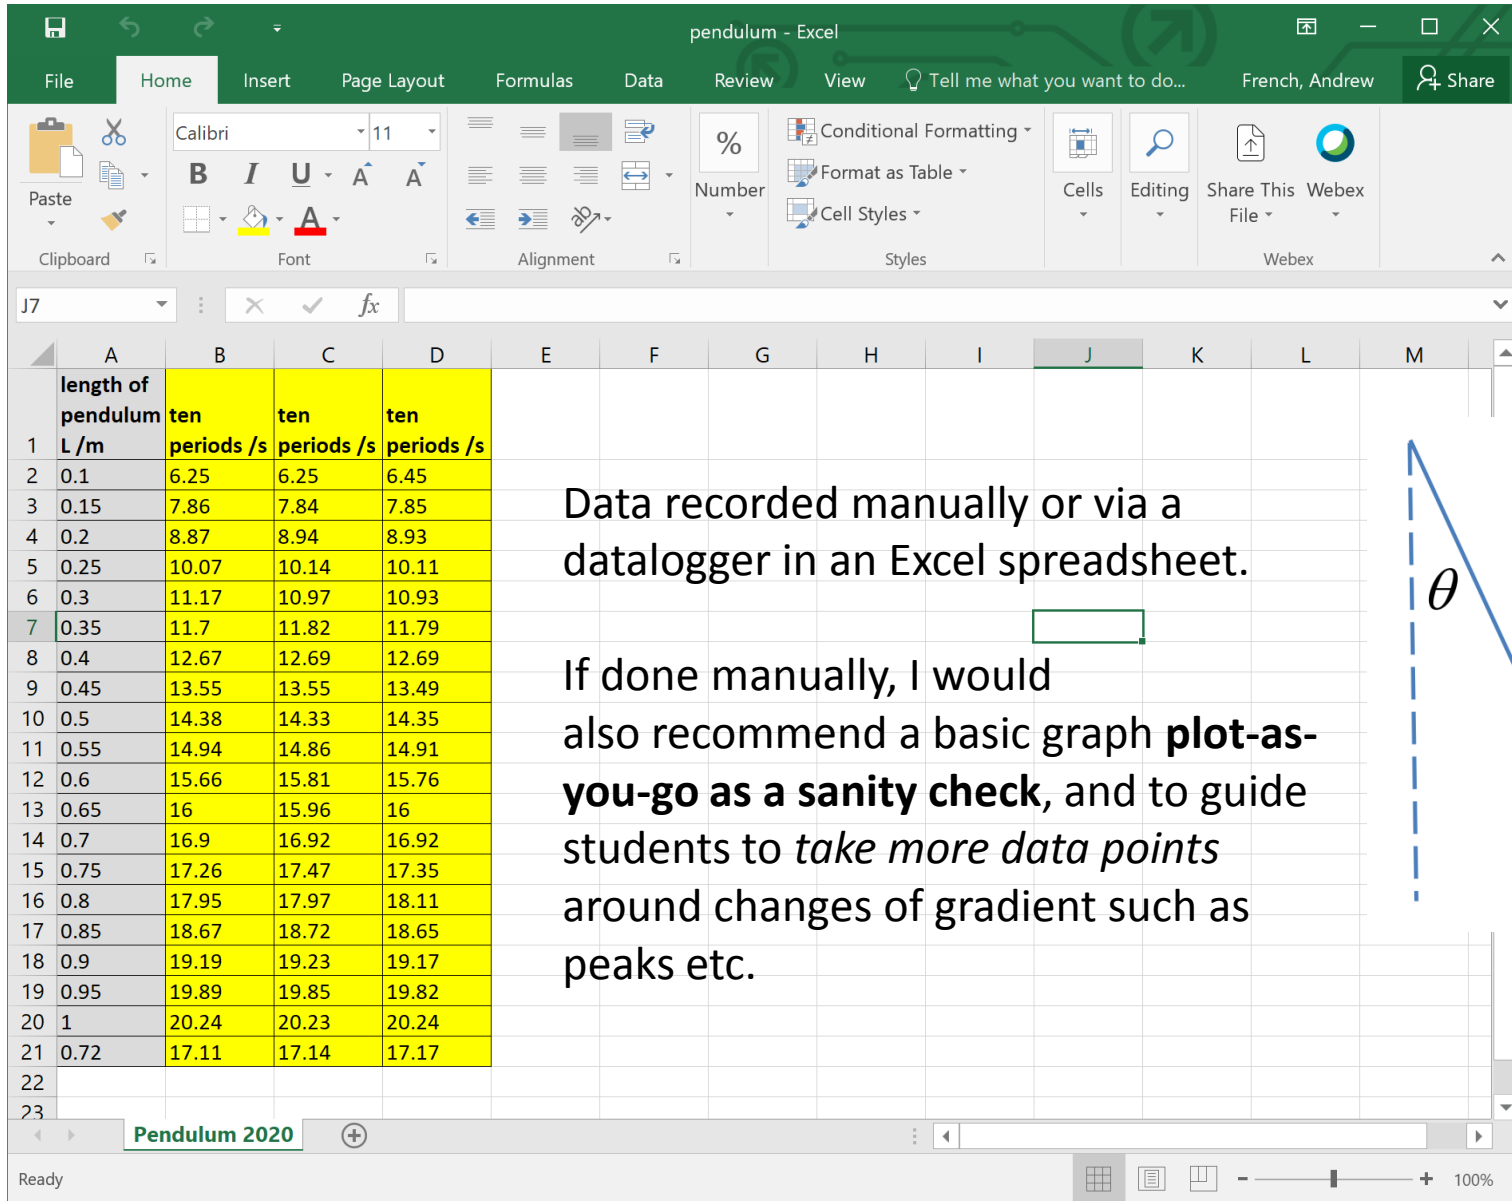 pendulum - Excel
File Home Insert Page Layout Formulas Data Review View Tell me what you want to do... French, Andrew Share
Calibri 11
Conditional Formatting
B I U A A
%
Format as Table
Paste
Number
Cells Editing Share This Webex
Cell Styles
File
A
Clipboard Font Alignment Styles Webex
J7 fx
A B C D E F G H I J K L M
length of
pendulum ten ten ten
1 L /m periods /s periods /s periods /s
2 0.1 6.25 6.25 6.45
3 0.15 7.86 7.84 7.85
4 0.2 8.87 8.94 8.93
5 0.25 10.07 10.14 10.11
6 0.3 11.17 10.97 10.93
7 0.35 11.7 11.82 11.79
8 0.4 12.67 12.69 12.69
9 0.45 13.55 13.55 13.49
10 0.5 14.38 14.33 14.35
11 0.55 14.94 14.86 14.91
12 0.6 15.66 15.81 15.76
13 0.65 16 15.96 16
14 0.7 16.9 16.92 16.92
15 0.75 17.26 17.47 17.35
16 0.8 17.95 17.97 18.11
17 0.85 18.67 18.72 18.65
18 0.9 19.19 19.23 19.17
19 0.95 19.89 19.85 19.82
20 1 20.24 20.23 20.24
21 0.72 17.11 17.14 17.17
22
23
Data recorded manually or via a
datalogger in an Excel spreadsheet.
If done manually, I would
also recommend a basic graph plot-as-
you-go as a sanity check, and to guide
students to take more data points
around changes of gradient such as
peaks etc.
θ
Pendulum 2020
Ready 100%